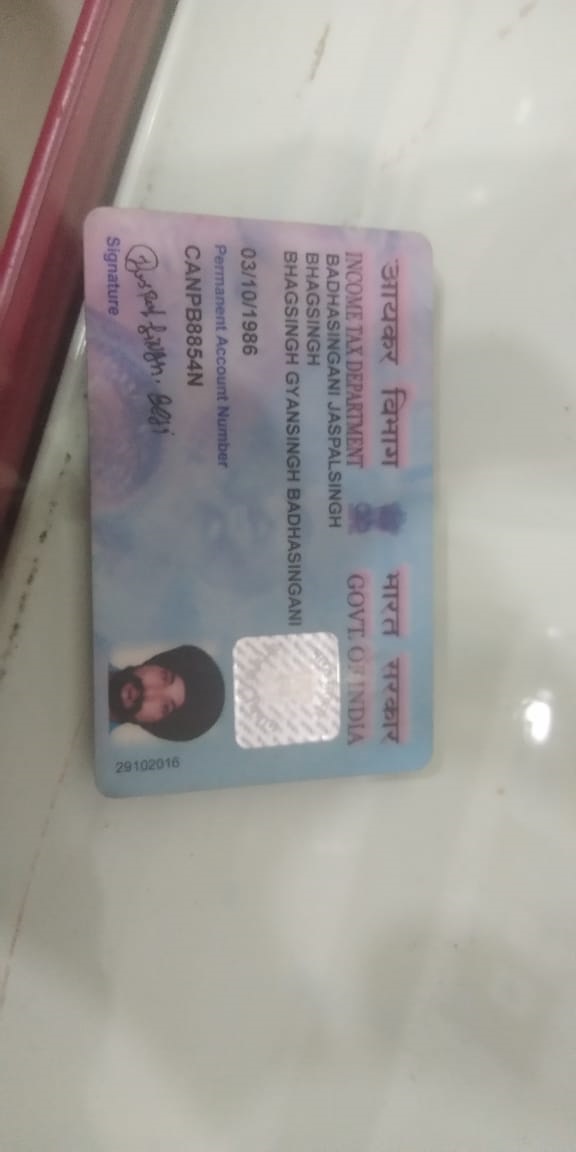 आयकर विभाग भारत सरकार
INCOME TAX DEPARTMENT GOVT. OF INDIA
BADHASINGANI JASPALSINGH
BHAGSINGH
BHAGSINGH GYANSINGH BADHASINGANI
03/10/1986
Permanent Account Number
CANPB8854N
Signature
29102016